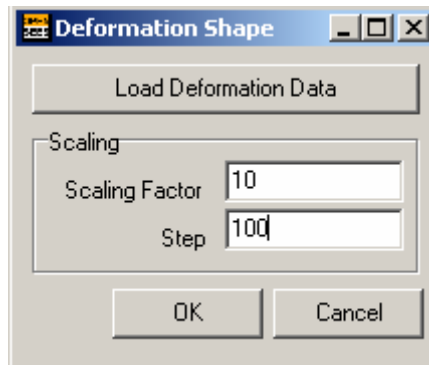 Deformation Shape
Load Deformation Data
Scaling
Scaling Factor 10
Step 100
OK Cancel